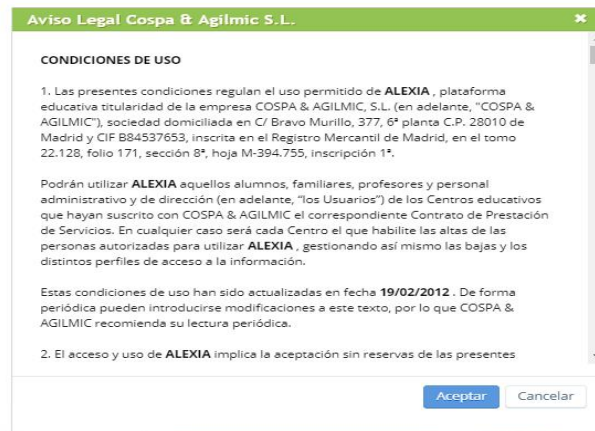 Aviso Legal Cospa & Agilmic S.L.
CONDICIONES DE USO
1. Las presentes condiciones regulan el uso permitido de ALEXIA , plataforma
educativa titularidad de la empresa COSPA & AGILMIC, S.L. (en adelante, "COSPA &
AGILMIC"), sociedad domiciliada en C/ Bravo Murillo, 377, 6ª planta C.P. 28010 de
Madrid y CIF B84537653, inscrita en el Registro Mercantil de Madrid, en el tomo
22.128, folio 171, sección 8ª, hoja M-394.755, inscripción 1ª.
Podrán utilizar ALEXIA aquellos alumnos, familiares, profesores y personal
administrativo y de dirección (en adelante, “los Usuarios”) de los Centros educativos
que hayan suscrito con COSPA & AGILMIC el correspondiente Contrato de Prestación
de Servicios. En cualquier caso será cada Centro el que habilite las altas de las
personas autorizadas para utilizar ALEXIA , gestionando así mismo las bajas y los
distintos perfiles de acceso a la información.
Estas condiciones de uso han sido actualizadas en fecha 19/02/2012 . De forma
periódica pueden introducirse modificaciones a este texto, por lo que COSPA &
AGILMIC recomienda su lectura periódica.
2. El acceso y uso de ALEXIA implica la aceptación sin reservas de las presentes
Aceptar Cancelar